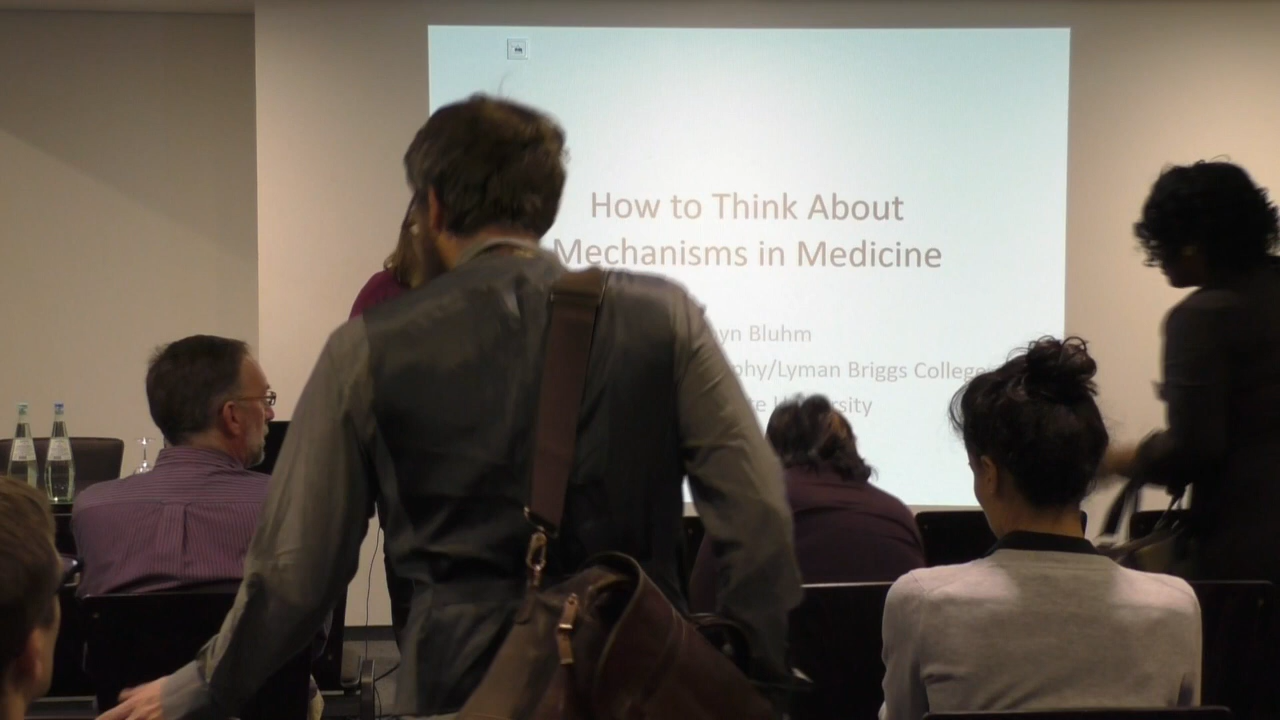 How to Think About
Mechanisms in Medicine
yn Bluhm
phy/Lyman Briggs College
te University